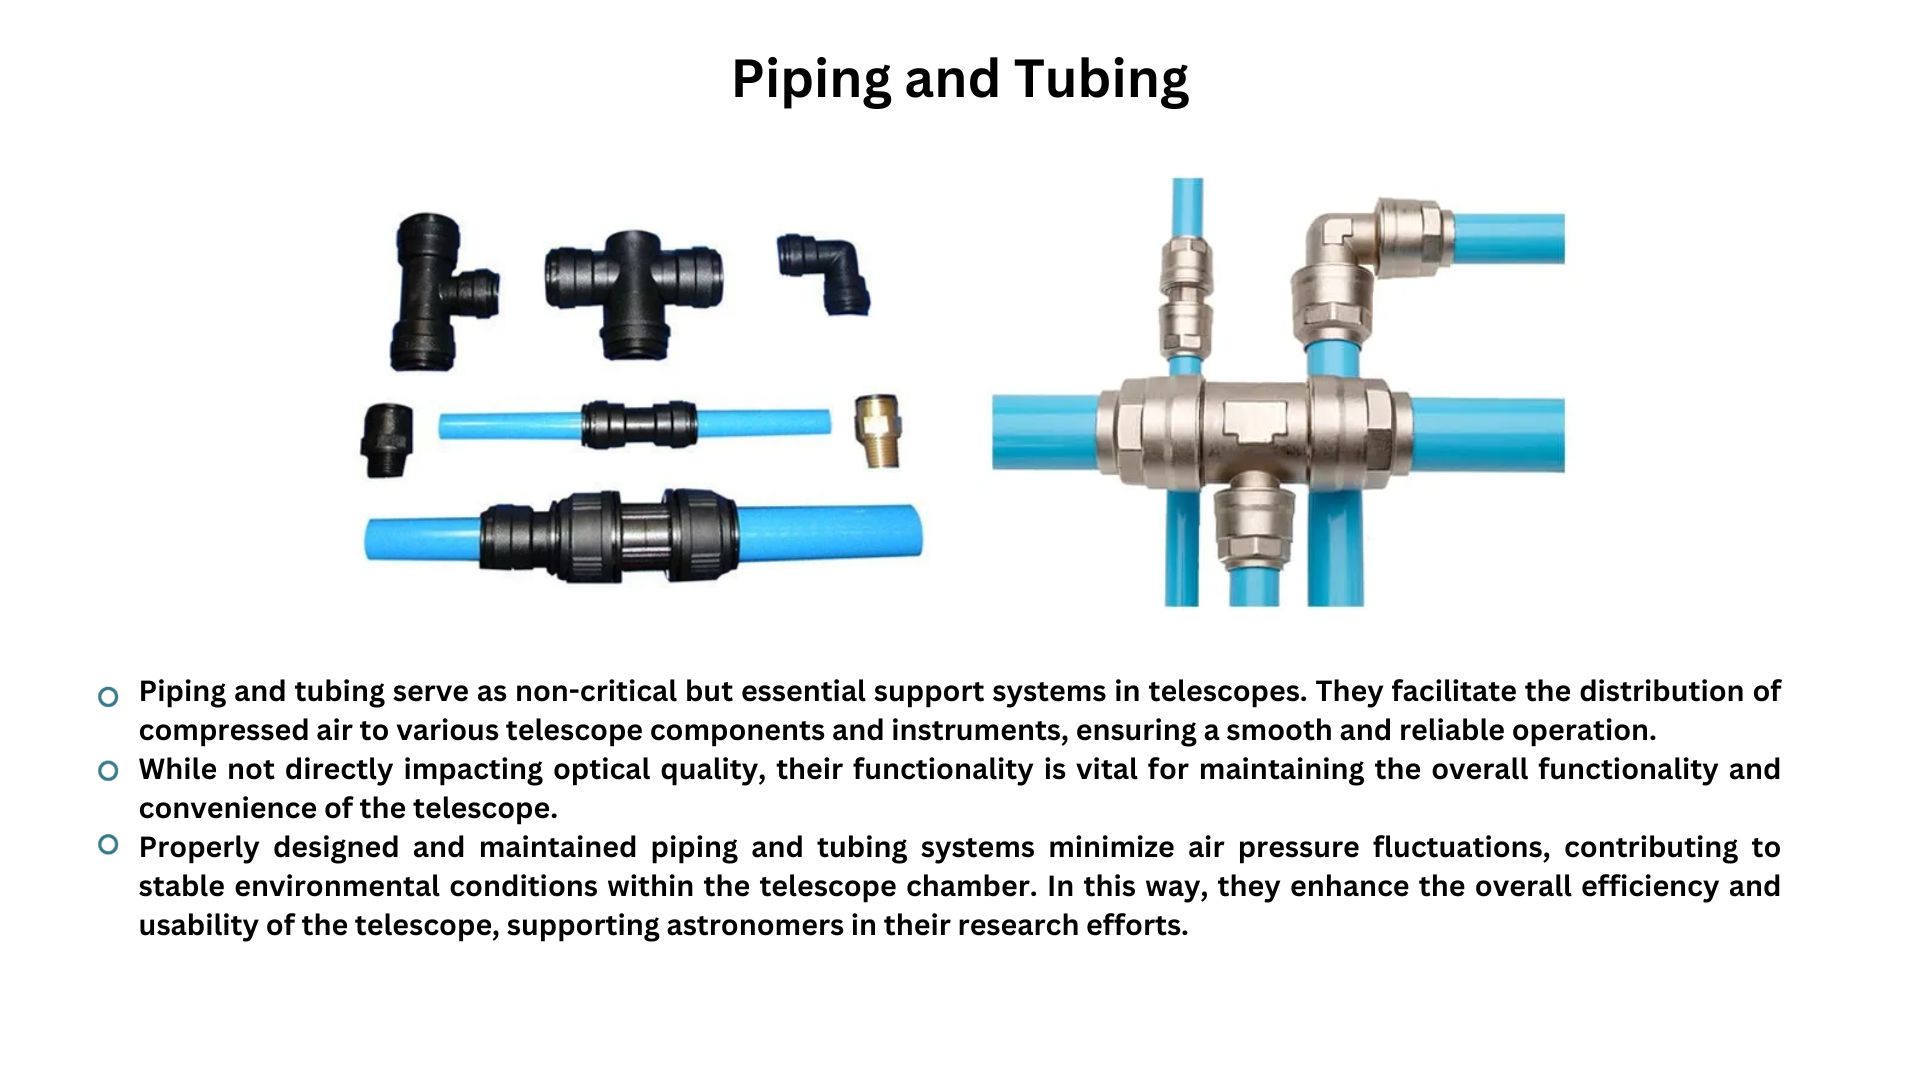 Piping and Tubing
Piping and tubing serve as non-critical but essential support systems in telescopes. They facilitate the distribution of
compressed air to various telescope components and instruments, ensuring a smooth and reliable operation.
While not directly impacting optical quality, their functionality is vital for maintaining the overall functionality and
convenience of the telescope.
Properly designed and maintained piping and tubing systems minimize air pressure fluctuations, contributing to
stable environmental conditions within the telescope chamber. In this way, they enhance the overall efficiency and
usability of the telescope, supporting astronomers in their research efforts.